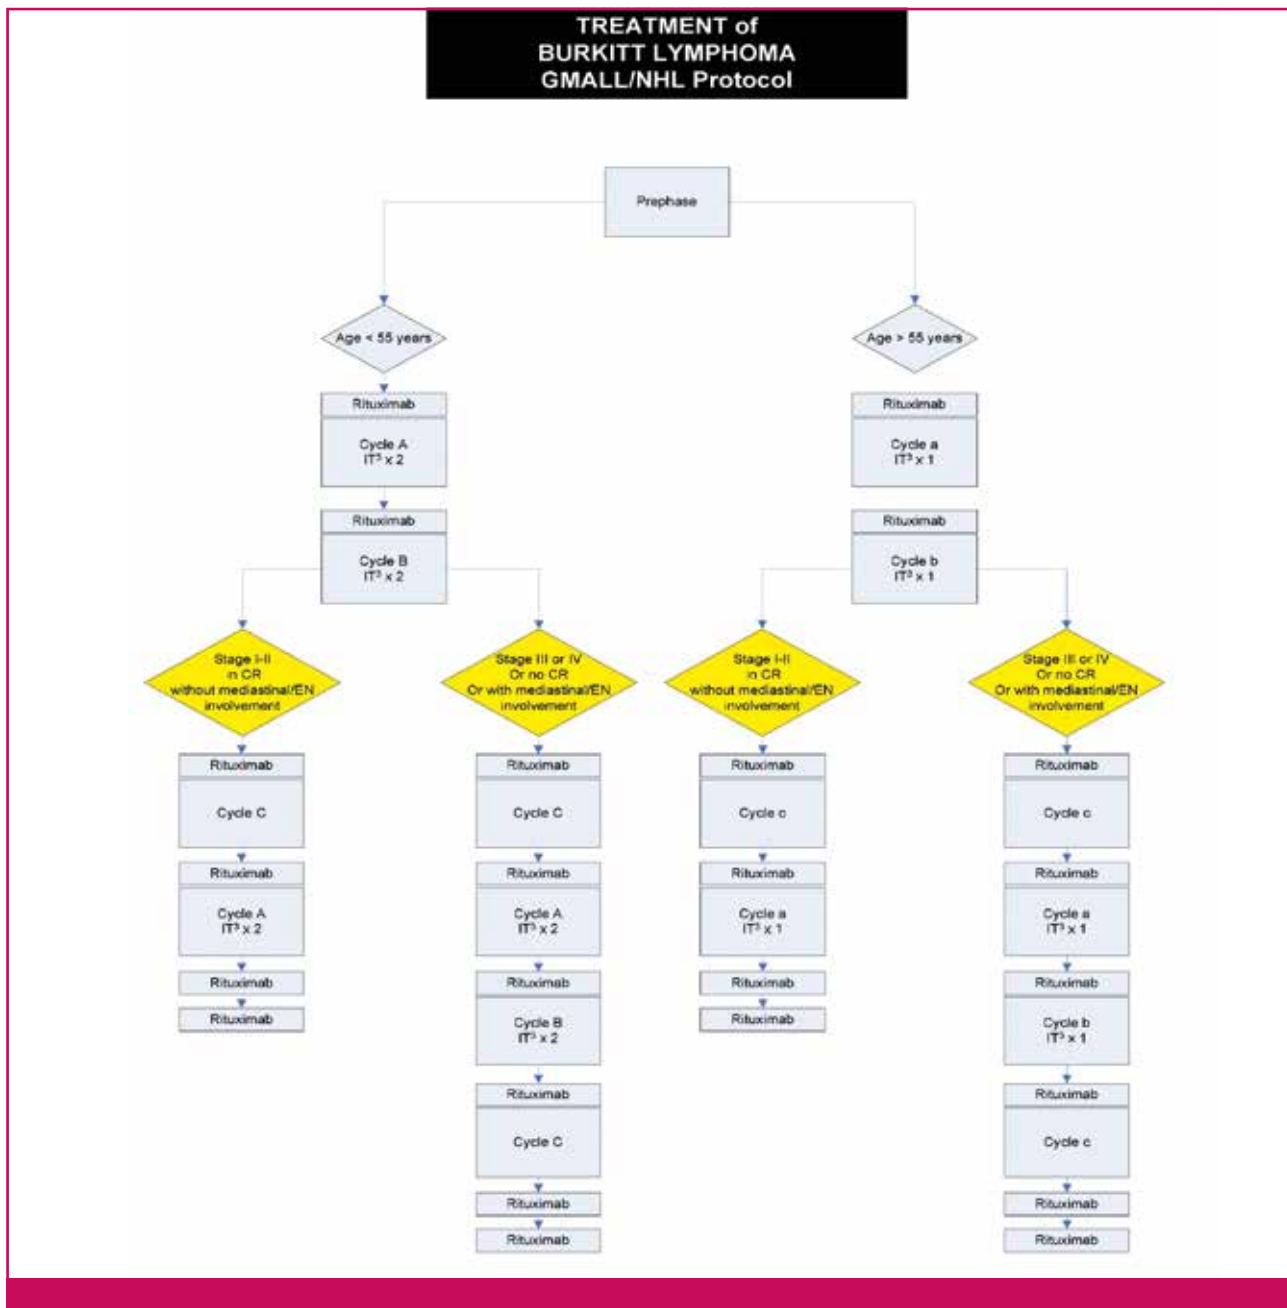 TREATMENT of
BURKITT LYMPHOMA
GMALL/NHL Protocol
Prephase
Age < 55 years
Age > 55 years
Rituximab
Cycle A
IT³ x 2
Rituximab
Cycle a
IT³ x 1
Rituximab
Cycle B
IT³ x 2
Rituximab
Cycle b
IT³ x 1
Stage I-II
in CR
without mediastinal/EN
involvement
Stage III or IV
Or no CR
Or with mediastinal/EN
involvement
Stage I-II
in CR
without mediastinal/EN
involvement
Stage III or IV
Or no CR
Or with mediastinal/EN
involvement
Rituximab
Cycle C
Rituximab
Cycle A
IT³ x 2
Rituximab
Rituximab
Rituximab
Cycle C
Rituximab
Cycle A
IT³ x 2
Rituximab
Cycle B
IT³ x 2
Rituximab
Cycle C
Rituximab
Rituximab
Rituximab
Cycle c
Rituximab
Cycle a
IT³ x 1
Rituximab
Rituximab
Rituximab
Cycle c
Rituximab
Cycle a
IT³ x 1
Rituximab
Cycle b
IT³ x 1
Rituximab
Cycle c
Rituximab
Rituximab